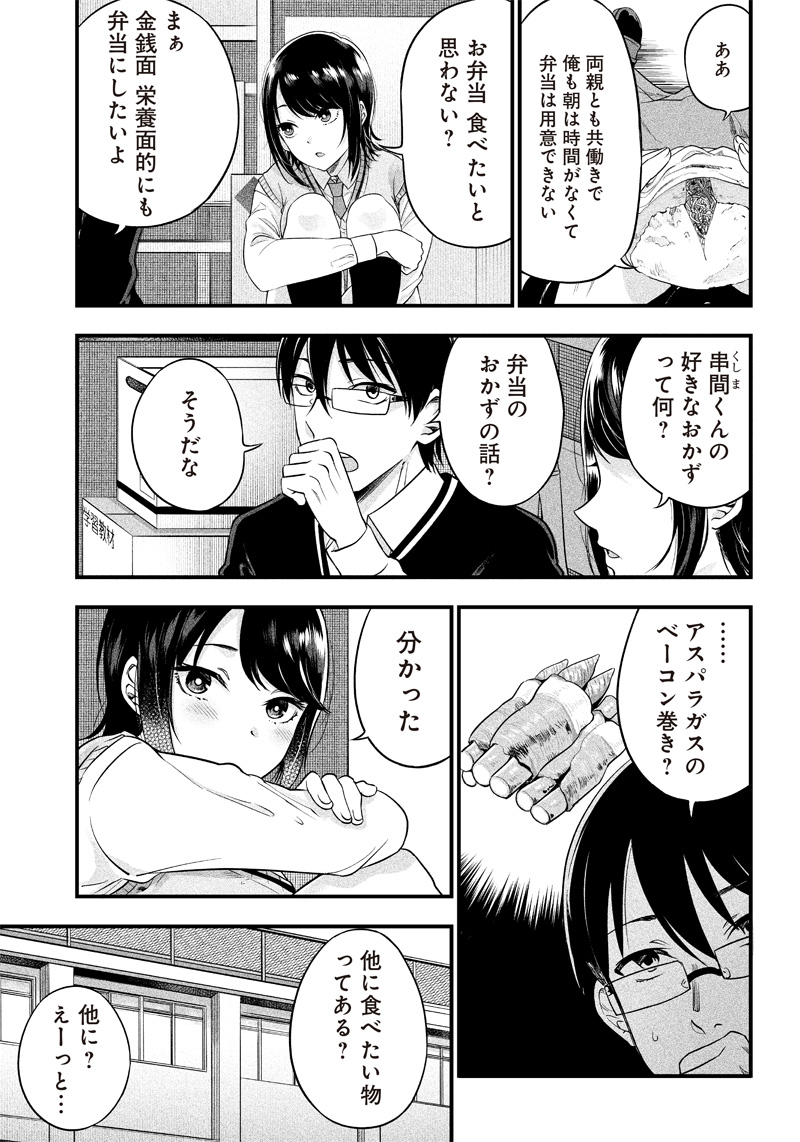 ああ
両親とも共働きで
俺も朝は時間がなくて
弁当は用意できない
お弁当 食べたいと
思わない?
まぁ
金銭面 栄養面的にも
弁当にしたいよ
串間くんの
くしま
好きなおかず
って何?
弁当の
おかずの話?
そうだな
学習教材
……
アスパラガスの
ベーコン巻き?
分かった
他に食べたい物
ってある?
他に?
えーっと…